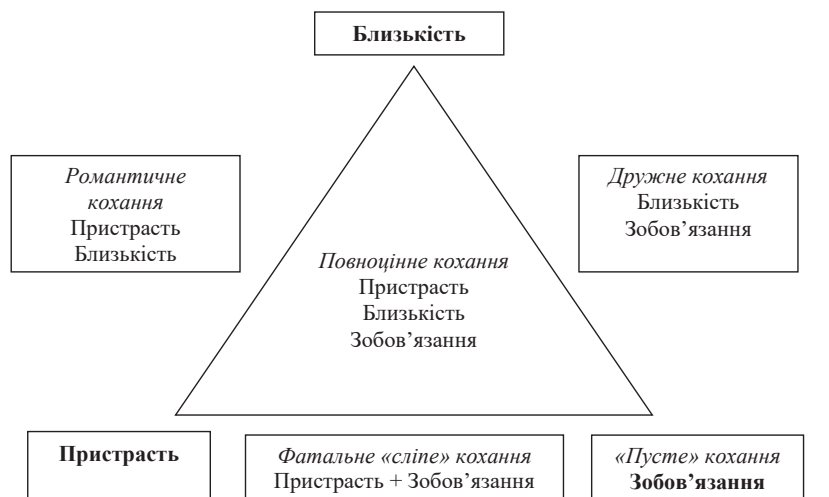 Близькість
Романтичне
кохання
Пристрасть
Близькість
Дружне кохання
Близькість
Зобов’язання
Повноцінне кохання
Пристрасть
Близькість
Зобов’язання
Пристрасть
Фатальне «сліпе» кохання
Пристрасть + Зобов’язання
«Пусте» кохання
Зобов’язання